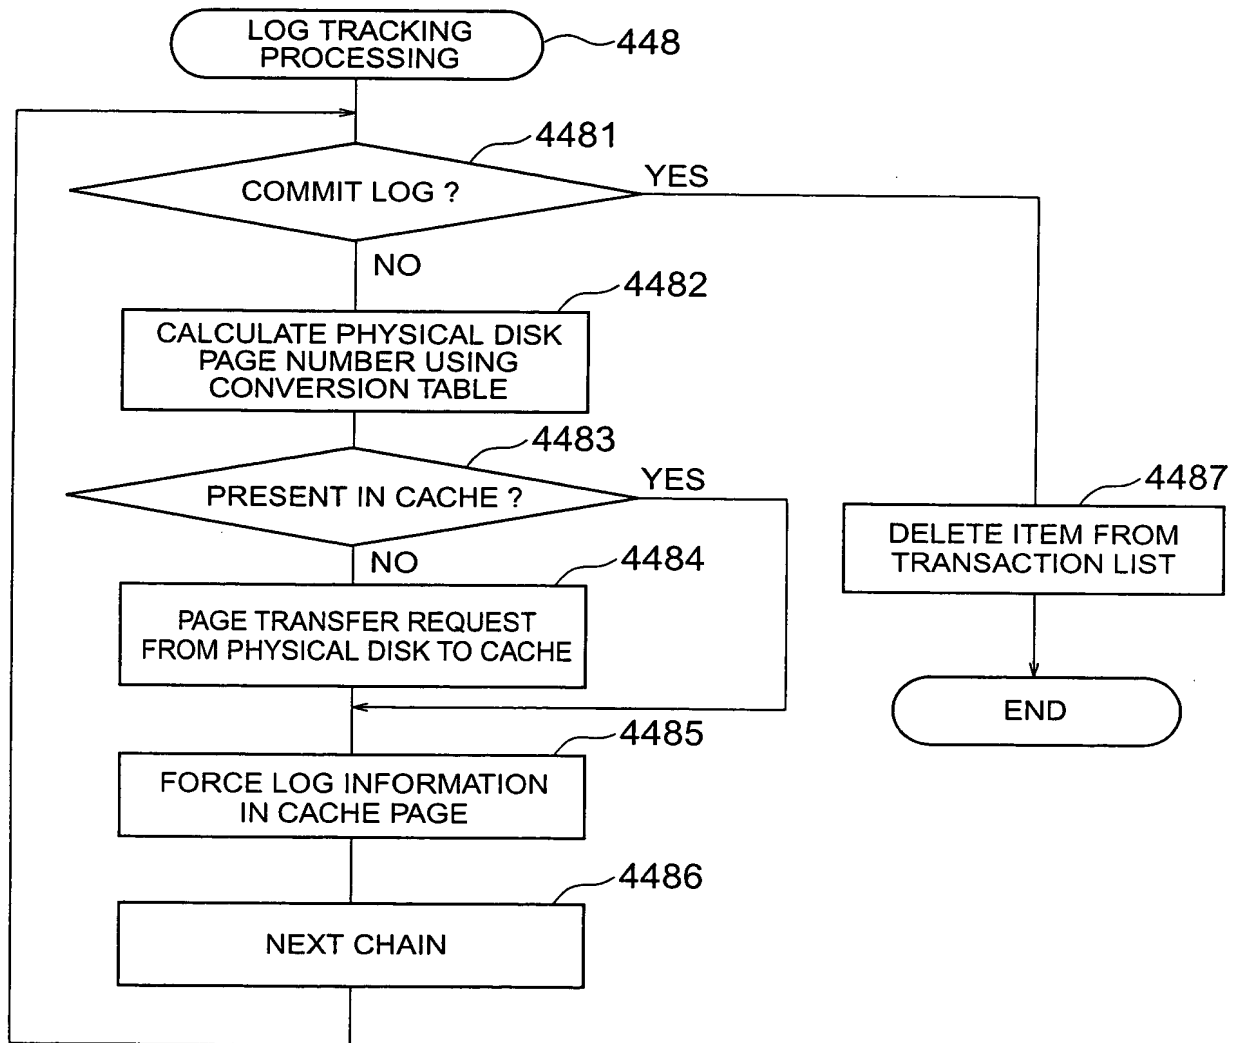 LOG TRACKING
PROCESSING
448
4481
COMMIT LOG ?
YES
NO
4482
CALCULATE PHYSICAL DISK
PAGE NUMBER USING
CONVERSION TABLE
4483
PRESENT IN CACHE ?
YES
NO
4484
PAGE TRANSFER REQUEST
FROM PHYSICAL DISK TO CACHE
4485
FORCE LOG INFORMATION
IN CACHE PAGE
4486
NEXT CHAIN
4487
DELETE ITEM FROM
TRANSACTION LIST
END